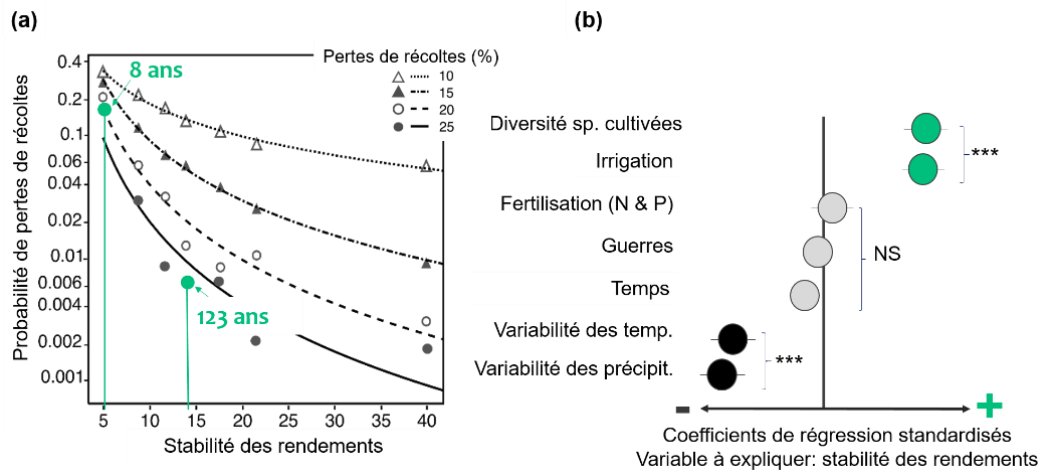 (a)
Pertes de récoltes (%)
10
15
20
25
8 ans
123 ans
Probabilité de pertes de récoltes
0.4
0.2
0.1
0.06
0.04
0.02
0.01
0.006
0.004
0.002
0.001
5 10 15 20 25 30 35 40
Stabilité des rendements
(b)
Diversité sp. cultivées
Irrigation
***
Fertilisation (N & P)
Guerres
NS
Temps
Variabilité des temp.
***
Variabilité des précipit.
- +
Coefficients de régression standardisés
Variable à expliquer: stabilité des rendements